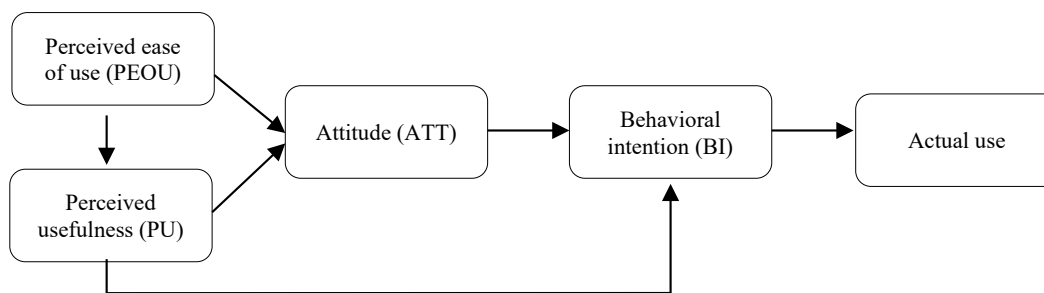 Perceived ease
of use (PEOU)
Perceived
usefulness (PU)
Attitude (ATT)
Behavioral
intention (BI)
Actual use